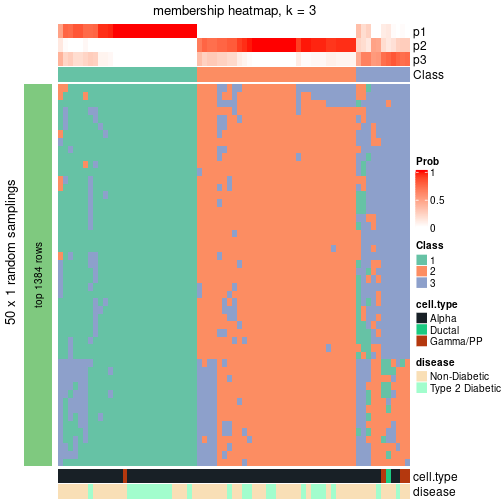 membership heatmap, k = 3
p1
p2
p3
Class
50 x 1 random samplings
top 1384 rows
Prob
1
0.5
0
Class
1
2
3
cell.type
Alpha
Ductal
Gamma/PP
disease
Non-Diabetic
Type 2 Diabetic
cell.type
disease